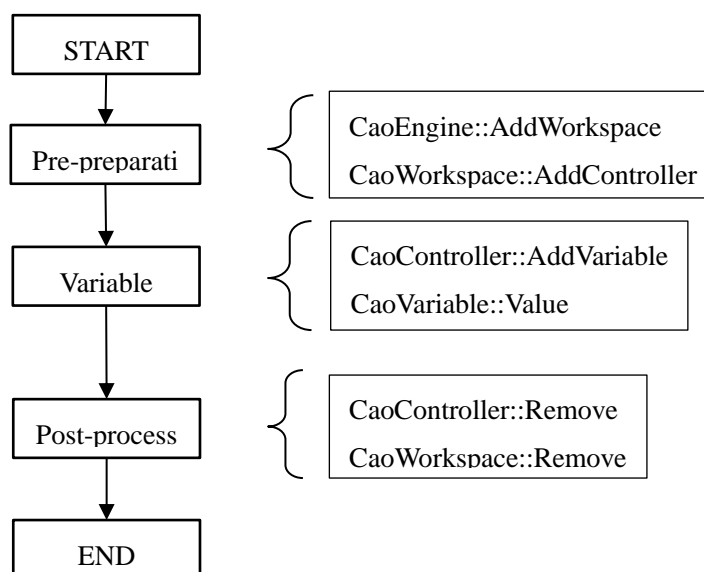 START
Pre-preparati
CaoEngine::AddWorkspace
CaoWorkspace::AddController
Variable
CaoController::AddVariable
CaoVariable::Value
Post-process
CaoController::Remove
CaoWorkspace::Remove
END